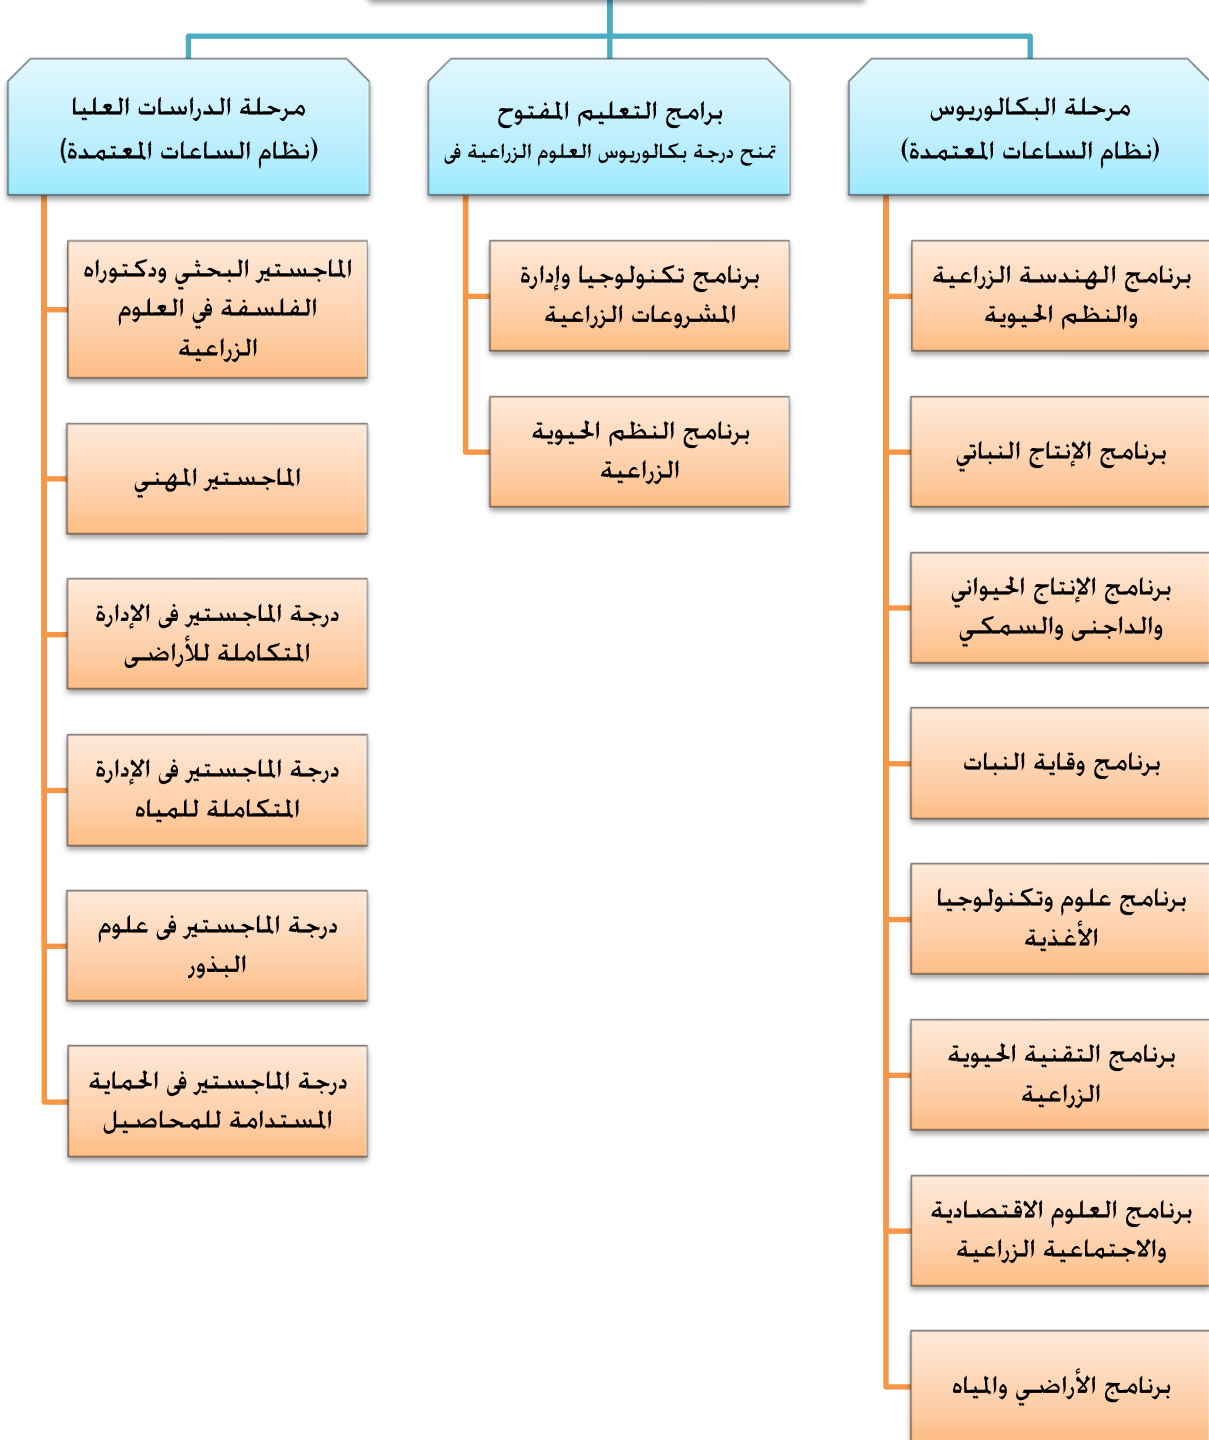 مرحلة البكالوريوس
(نظام الساعات المعتمدة)
برنامج الهندسة الزراعية
والنظم الحيوية
برنامج الإنتاج النباتي
برنامج الإنتاج الحيواني
والداجنى والسمكي
برنامج وقاية النبات
برنامج علوم وتكنولوجيا
الأغذية
برنامج التقنية الحيوية
الزراعية
برنامج العلوم الاقتصادية
والاجتماعية الزراعية
برنامج الأراضي والمياه
برامج التعليم المفتوح
تمنح درجة بكالوريوس العلوم الزراعية فى
برنامج تكنولوجيا وإدارة
المشروعات الزراعية
برنامج النظم الحيوية
الزراعية
مرحلة الدراسات العليا
(نظام الساعات المعتمدة)
الماجستير البحثي ودكتوراه
الفلسفة في العلوم
الزراعية
الماجستير المهني
درجة الماجستير فى الإدارة
المتكاملة للأراضى
درجة الماجستير فى الإدارة
المتكاملة للمياه
درجة الماجستير فى علوم
البذور
درجة الماجستير فى الحماية
المستدامة للمحاصيل